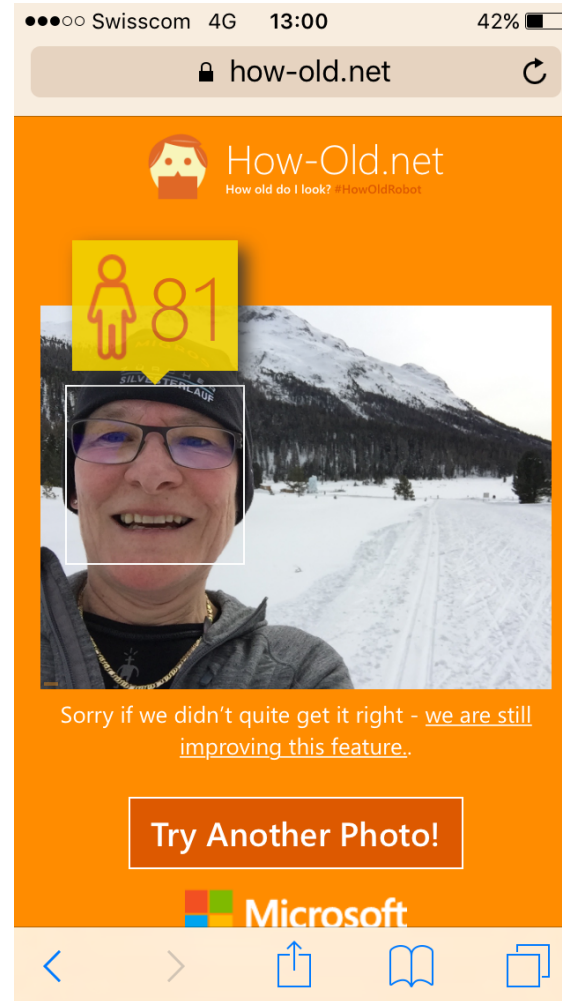 Swisscom 4G 13:00 42%
how-old.net
How-Old.net
How old do I look? #HowOldRobot
81
SILVESTERLAUF
Sorry if we didn’t quite get it right - we are still
improving this feature..
Try Another Photo!
Microsoft